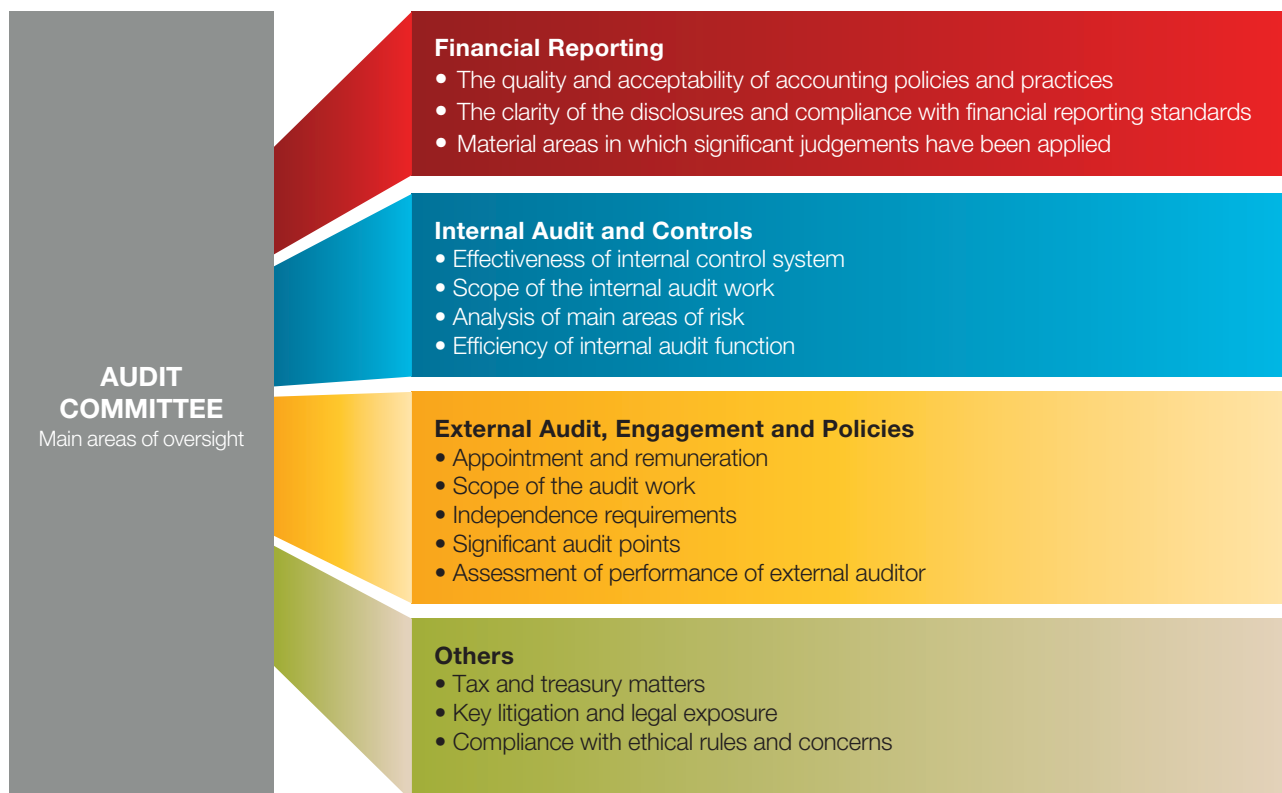 AUDIT
COMMITTEE
Main areas of oversight
Financial Reporting
• The quality and acceptability of accounting policies and practices
• The clarity of the disclosures and compliance with financial reporting standards
• Material areas in which significant judgements have been applied
Internal Audit and Controls
• Effectiveness of internal control system
• Scope of the internal audit work
• Analysis of main areas of risk
• Efficiency of internal audit function
External Audit, Engagement and Policies
• Appointment and remuneration
• Scope of the audit work
• Independence requirements
• Significant audit points
• Assessment of performance of external auditor
Others
• Tax and treasury matters
• Key litigation and legal exposure
• Compliance with ethical rules and concerns